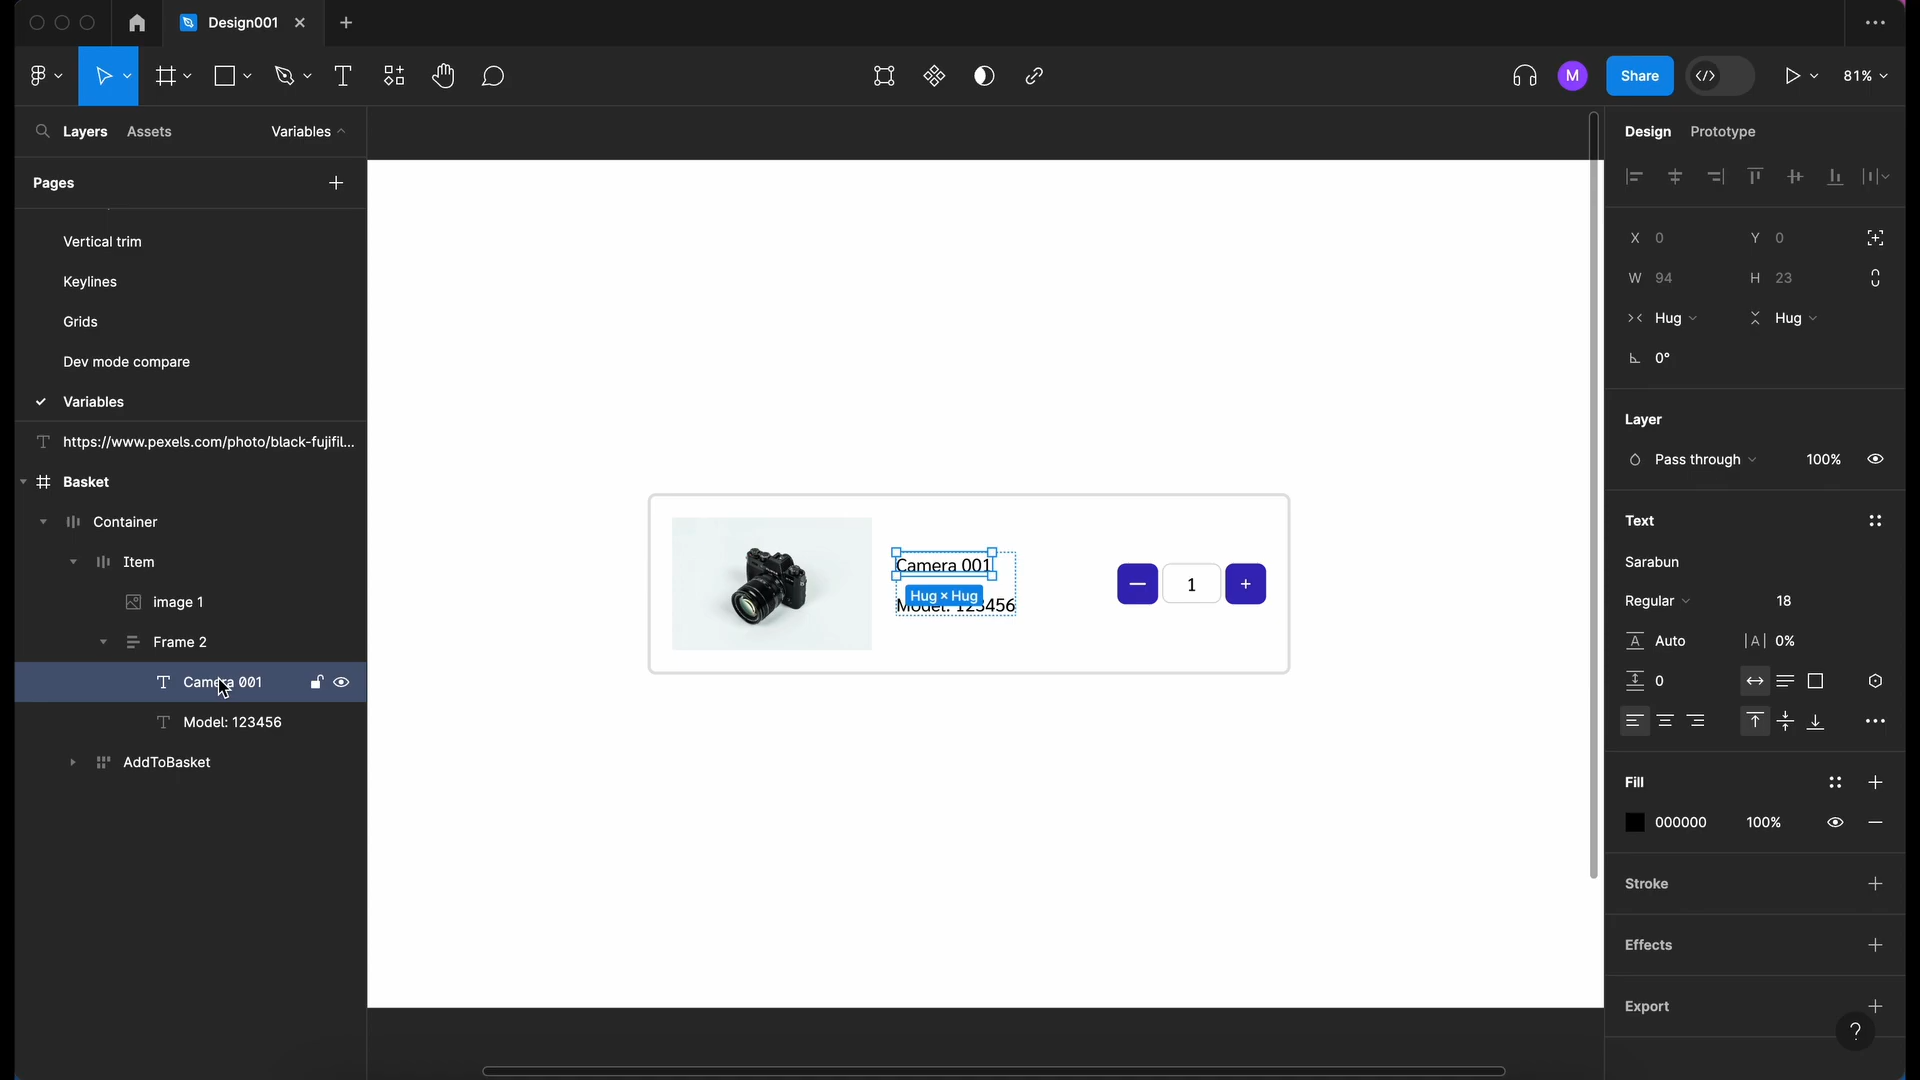 Design001
Share
M
81%
Layers
Assets
Variables
Pages
Vertical trim
Keylines
Grids
Dev mode compare
Variables
https://www.pexels.com/photo/black-fujifil...
Basket
Container
Item
image 1
Frame 2
Camera 001
Model: 123456
AddToBasket
Camera 001
Hug × Hug
Model: 123456
1
Design
Prototype
X 0
Y 0
W 94
H 23
Hug
Hug
0°
Layer
Pass through
100%
Text
Sarabun
Regular
18
Auto
0%
0
Fill
000000
100%
Stroke
Effects
Export
?